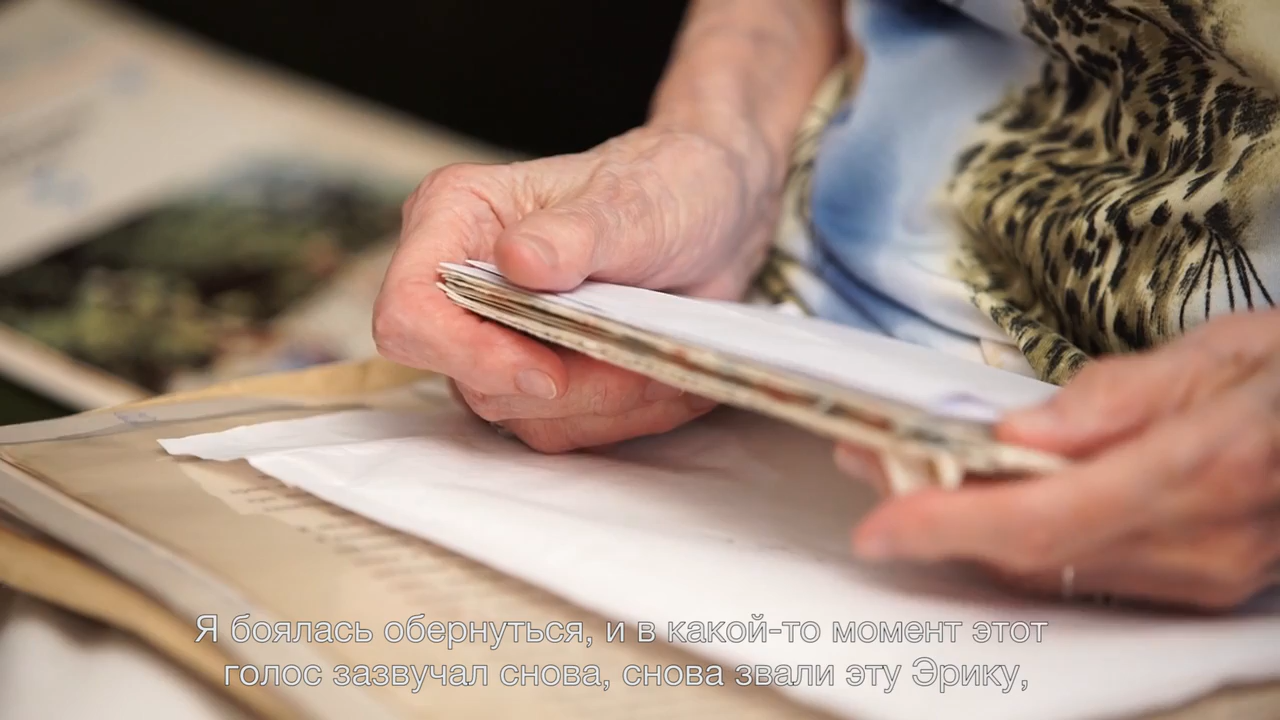 Я боялась обернуться, и в какой-то момент этот
голос зазвучал снова, снова звали эту Эрику,